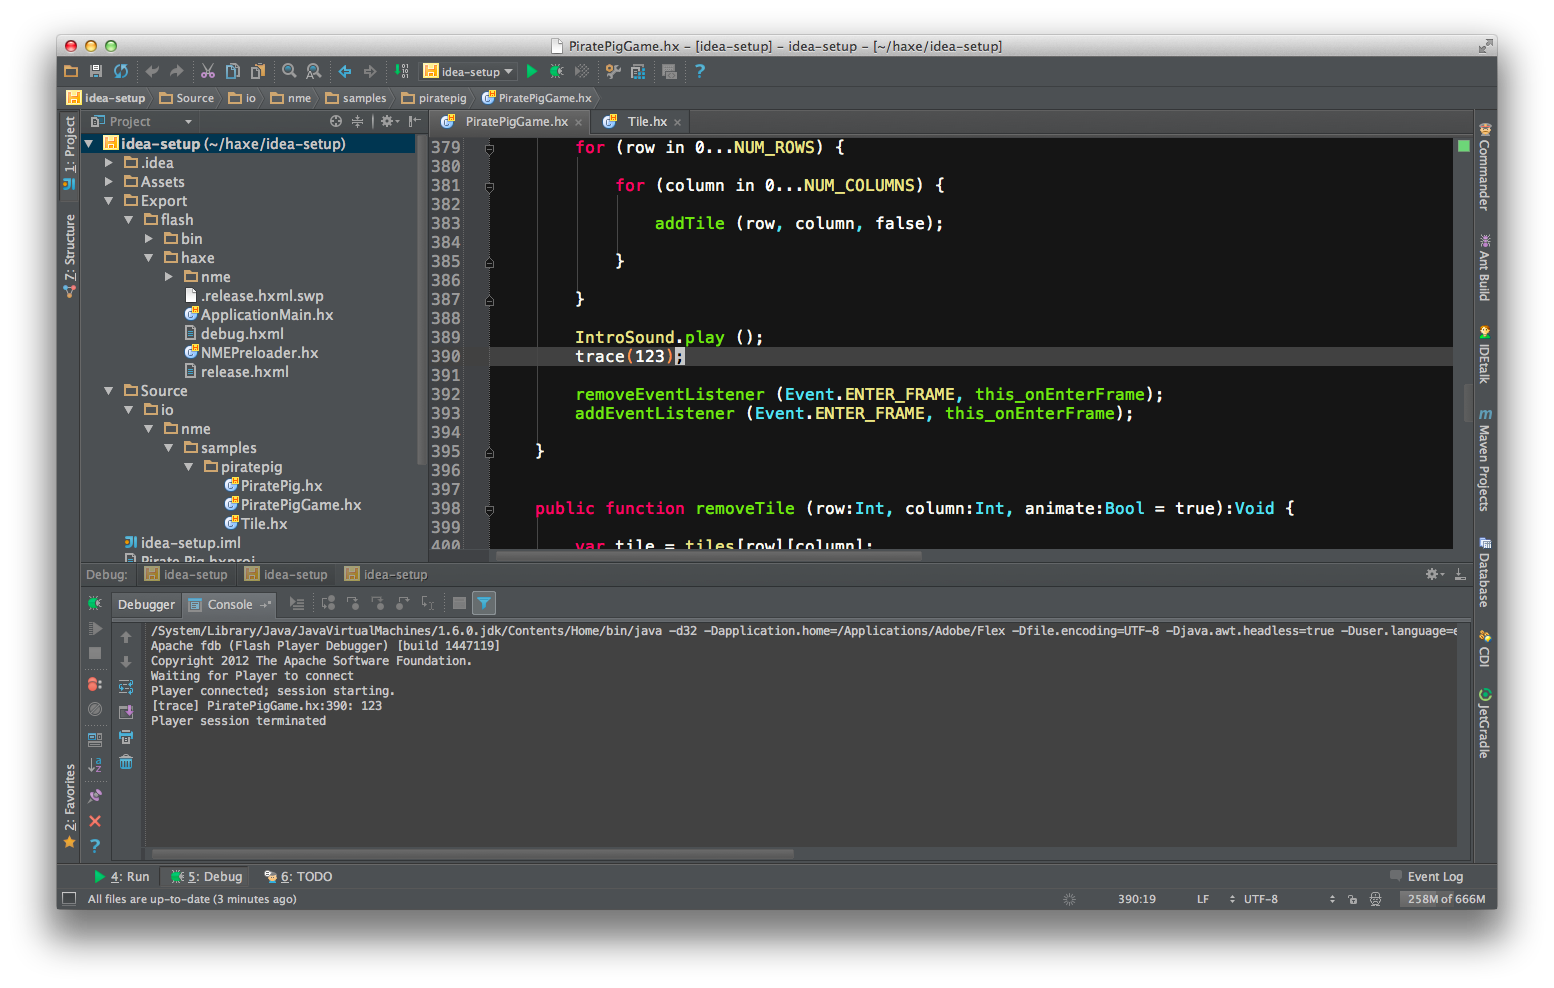 PiratePigGame.hx – [idea-setup] – idea-setup – [~/haxe/idea-setup]
idea-setup
idea-setup Source io nme samples piratepig PiratePigGame.hx
1: Project
7: Structure
2: Favorites
Project
idea-setup (~/haxe/idea-setup)
.idea
Assets
Export
flash
bin
haxe
nme
.release.hxml.swp
ApplicationMain.hx
debug.hxml
NMEPreloader.hx
release.hxml
Source
io
nme
samples
piratepig
PiratePig.hx
PiratePigGame.hx
Tile.hx
idea-setup.iml
Pirate Pig.hxproj
PiratePigGame.hx Tile.hx
379 for (row in 0...NUM_ROWS) {
380
381 for (column in 0...NUM_COLUMNS) {
382
383 addTile (row, column, false);
384
385 }
386
387 }
388
389 IntroSound.play ();
390 trace(123);
391
392 removeEventListener (Event.ENTER_FRAME, this_onEnterFrame);
393 addEventListener (Event.ENTER_FRAME, this_onEnterFrame);
394
395 }
396
397
398 public function removeTile (row:Int, column:Int, animate:Bool = true):Void {
399
400 var tile = tiles[row][column];
Commander
Ant Build
IDEtalk
Maven Projects
Database
CDI
JetGradle
Debug: idea-setup idea-setup idea-setup
Debugger Console
/System/Library/Java/JavaVirtualMachines/1.6.0.jdk/Contents/Home/bin/java -d32 -Dapplication.home=/Applications/Adobe/Flex -Dfile.encoding=UTF-8 -Djava.awt.headless=true -Duser.language=e
Apache fdb (Flash Player Debugger) [build 1447119]
Copyright 2012 The Apache Software Foundation.
Waiting for Player to connect
Player connected; session starting.
[trace] PiratePigGame.hx:390: 123
Player session terminated
4: Run 5: Debug 6: TODO Event Log
All files are up-to-date (3 minutes ago) 390:19 LF UTF-8 258M of 666M